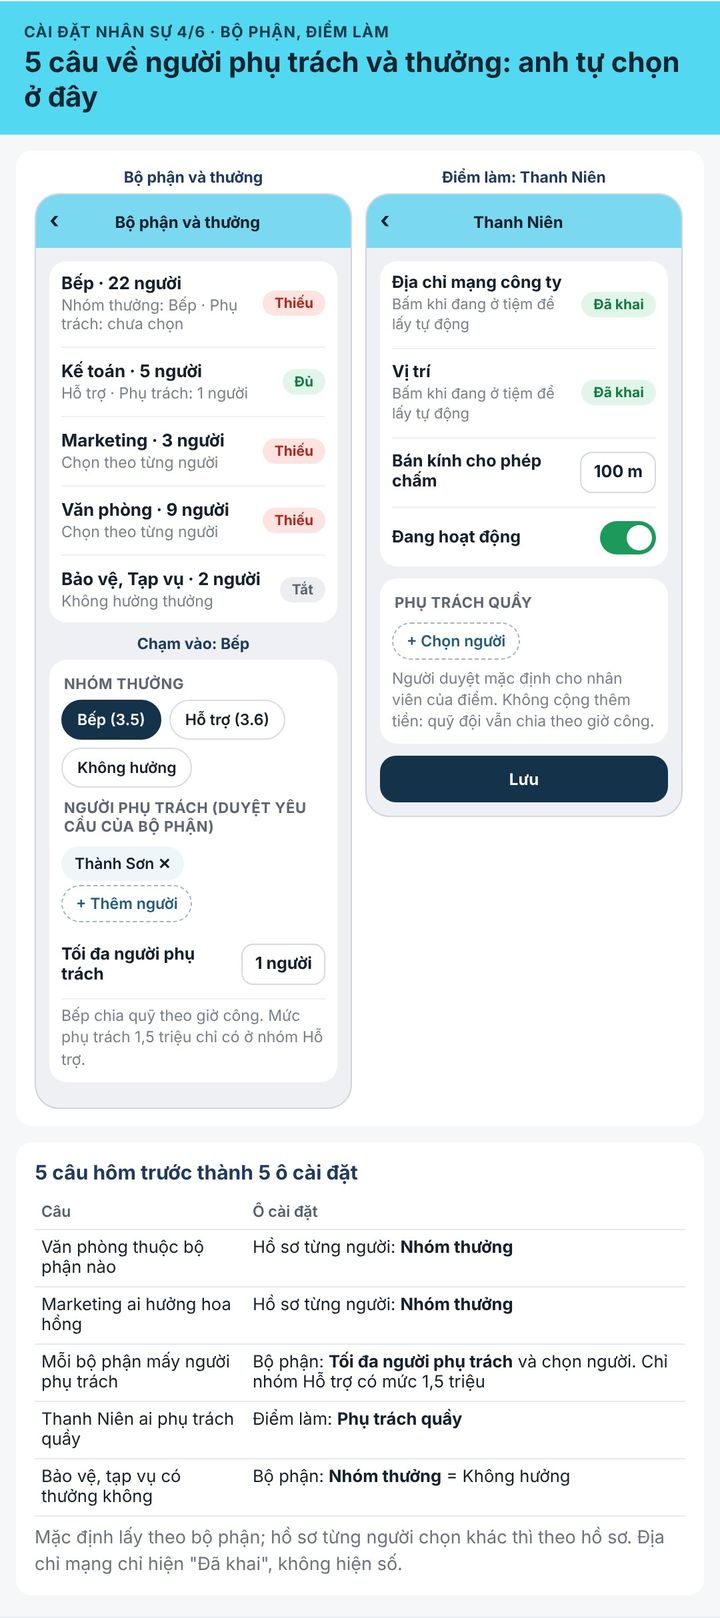 CÀI ĐẶT NHÂN SỰ 4/6 · BỘ PHẬN, ĐIỂM LÀM
5 câu về người phụ trách và thưởng: anh tự chọn
ở đây
Bộ phận và thưởng
‹
Bộ phận và thưởng
Bếp · 22 người
Nhóm thưởng: Bếp · Phụ
trách: chưa chọn
Thiếu
Kế toán · 5 người
Hỗ trợ · Phụ trách: 1 người
Đủ
Marketing · 3 người
Chọn theo từng người
Thiếu
Văn phòng · 9 người
Chọn theo từng người
Thiếu
Bảo vệ, Tạp vụ · 2 người
Không hưởng thưởng
Tắt
Chạm vào: Bếp
NHÓM THƯỞNG
Bếp (3.5)
Hỗ trợ (3.6)
Không hưởng
NGƯỜI PHỤ TRÁCH (DUYỆT YÊU
CẦU CỦA BỘ PHẬN)
Thành Sơn ✕
+ Thêm người
Tối đa người phụ
trách
1 người
Bếp chia quỹ theo giờ công. Mức
phụ trách 1,5 triệu chỉ có ở nhóm Hỗ
trợ.
Điểm làm: Thanh Niên
‹
Thanh Niên
Địa chỉ mạng công ty
Bấm khi đang ở tiệm để
lấy tự động
Đã khai
Vị trí
Bấm khi đang ở tiệm để
lấy tự động
Đã khai
Bán kính cho phép
chấm
100 m
Đang hoạt động
PHỤ TRÁCH QUẦY
+ Chọn người
Người duyệt mặc định cho nhân
viên của điểm. Không cộng thêm
tiền: quỹ đội vẫn chia theo giờ công.
Lưu
5 câu hôm trước thành 5 ô cài đặt
Câu
Ô cài đặt
Văn phòng thuộc bộ
phận nào
Hồ sơ từng người: Nhóm thưởng
Marketing ai hưởng hoa
hồng
Hồ sơ từng người: Nhóm thưởng
Mỗi bộ phận mấy người
phụ trách
Bộ phận: Tối đa người phụ trách và chọn người. Chỉ
nhóm Hỗ trợ có mức 1,5 triệu
Thanh Niên ai phụ trách
quầy
Điểm làm: Phụ trách quầy
Bảo vệ, tạp vụ có
thưởng không
Bộ phận: Nhóm thưởng = Không hưởng
Mặc định lấy theo bộ phận; hồ sơ từng người chọn khác thì theo hồ sơ. Địa
chỉ mạng chỉ hiện "Đã khai", không hiện số.